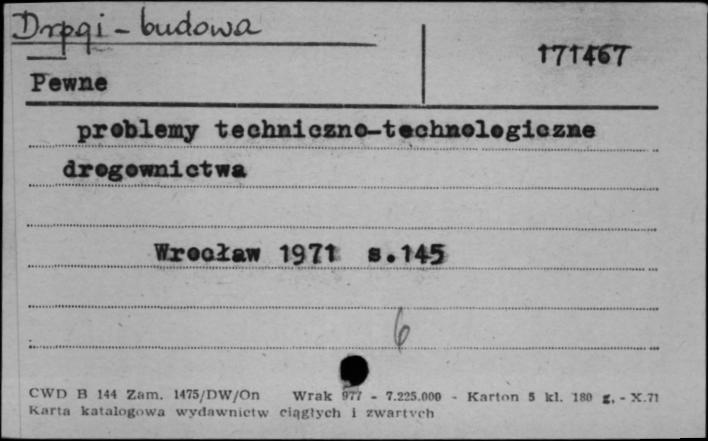 Drogi - budowa
171467
Pewne
problemy techniczno-technologiczne
drogownictwa
Wrocław 1971 s.145
6
CWD B 144 Zam. 1475/DW/On Wrak 977 - 7.225.000 - Karton 5 kl. 180 g. - X.71
Karta katalogowa wydawnictw ciągłych i zwartych